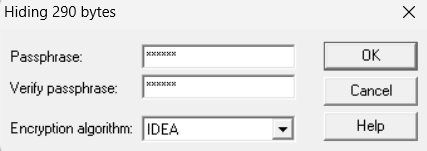 Hiding 290 bytes
Passphrase: ******
OK
Verify passphrase: ******
Cancel
Encryption algorithm: IDEA
Help